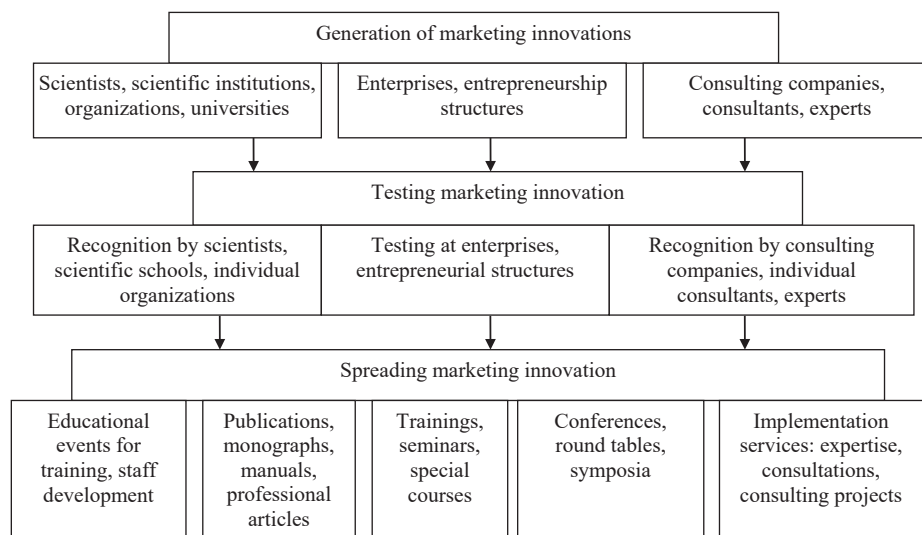 Generation of marketing innovations
Scientists, scientific institutions,
organizations, universities
Enterprises, entrepreneurship
structures
Consulting companies,
consultants, experts
Testing marketing innovation
Recognition by scientists,
scientific schools, individual
organizations
Testing at enterprises,
entrepreneurial structures
Recognition by consulting
companies, individual
consultants, experts
Spreading marketing innovation
Educational
events for
training, staff
development
Publications,
monographs,
manuals,
professional
articles
Trainings,
seminars,
special
courses
Conferences,
round tables,
symposia
Implementation
services: expertise,
consultations,
consulting projects